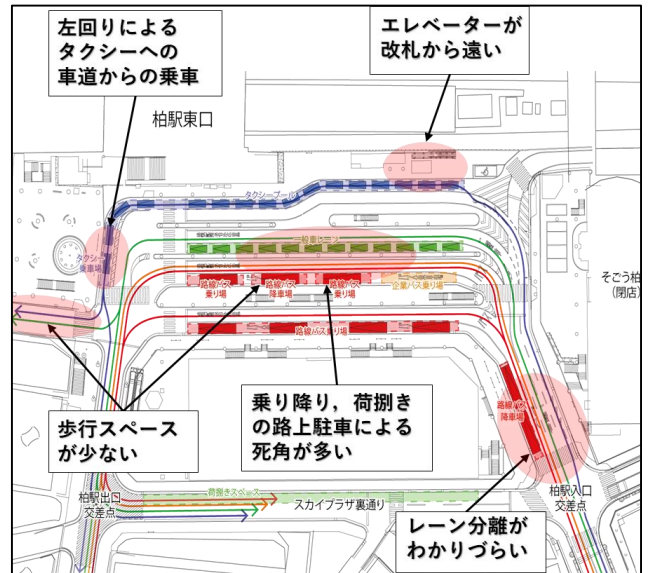 左回りによる
タクシーへの
車道からの乗車
エレベーターが
改札から遠い
柏駅東口
タクシープール
一般車レーン
タクシー
乗車場
路線バス
乗り場
路線バス
降車場
路線バス
乗り場
企業バス乗り場
そごう柏
(閉店)
路線バス乗り場
路線バス
降車場
歩行スペース
が少ない
乗り降り，荷捌き
の路上駐車による
死角が多い
柏駅出口
交差点
荷捌きスペース
スカイプラザ裏通り
柏駅入口
交差点
レーン分離が
わかりづらい